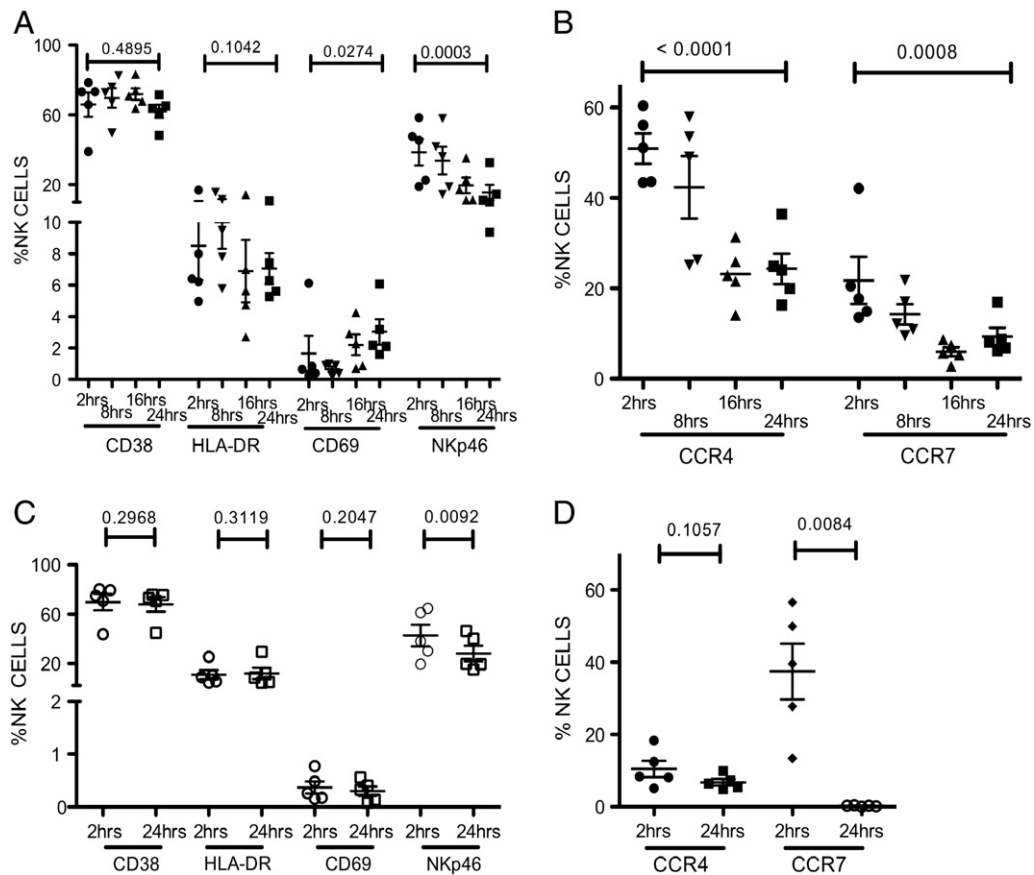 A
0.4895 0.1042 0.0274 0.0003
%NK CELLS
100
60
20
10
8
6
4
2
0
2hrs 16hrs 2hrs 16hrs 2hrs 16hrs 2hrs 16hrs
8hrs 24hrs 8hrs 24hrs 8hrs 24hrs 8hrs 24hrs
CD38 HLA-DR CD69 NKp46
B
< 0.0001 0.0008
%NK CELLS
60
40
20
0
2hrs 16hrs 2hrs 16hrs
8hrs 24hrs 8hrs 24hrs
CCR4 CCR7
C
0.2968 0.3119 0.2047 0.0092
%NK CELLS
100
60
20
2
1
0
2hrs 24hrs 2hrs 24hrs 2hrs 24hrs 2hrs 24hrs
CD38 HLA-DR CD69 NKp46
D
0.1057 0.0084
% NK CELLS
60
40
20
0
2hrs 24hrs 2hrs 24hrs
CCR4 CCR7